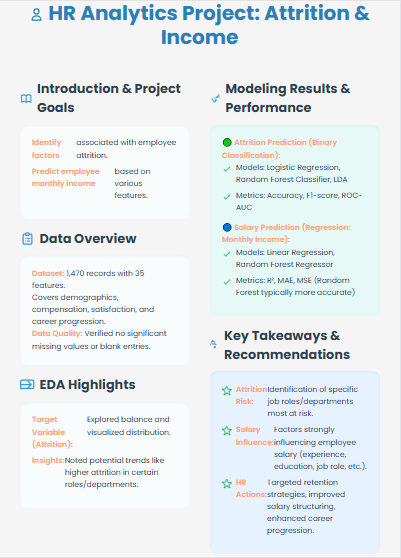 HR Analytics Project: Attrition &
Income
Introduction & Project
Goals
Identify factors
associated with employee attrition.
Predict employee monthly income
based on various features.
Data Overview
Dataset: 1,470 records with 35
features.
Covers demographics,
compensation, satisfaction, and
career progression.
Data Quality: Verified no significant
missing values or blank entries.
EDA Highlights
Target Variable (Attrition):
Explored balance and visualized distribution.
Insights:
Noted potential trends like higher attrition in certain roles/departments.
Modeling Results &
Performance
Attrition Prediction (Binary
Classification):
Models: Logistic Regression,
Random Forest Classifier, LDA
Metrics: Accuracy, F1-score, ROC-
AUC
Salary Prediction (Regression:
Monthly Income):
Models: Linear Regression,
Random Forest Regressor
Metrics: R², MAE, MSE (Random
Forest typically more accurate)
Key Takeaways &
Recommendations
Attrition Risk:
Identification of specific job roles/departments most at risk.
Salary Influence:
Factors strongly influencing employee salary (experience, education, job role, etc.).
HR Actions:
Targeted retention strategies, improved salary structuring, enhanced career progression.